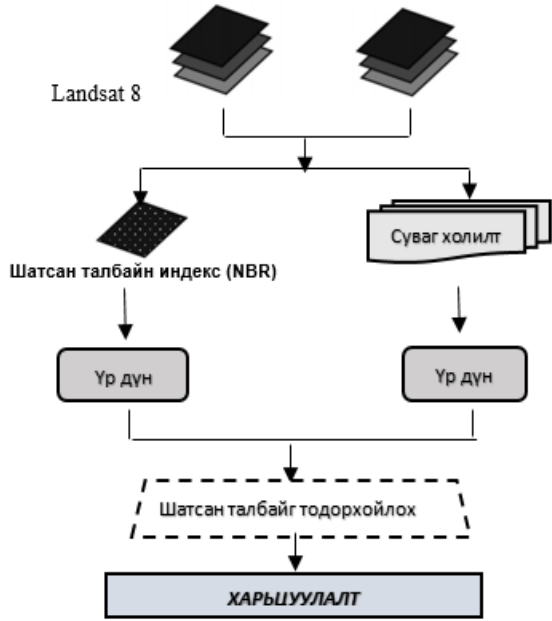 Landsat 8
Суваг холилт
Шатсан талбайн индекс (NBR)
Үр дүн
Үр дүн
Шатсан талбайг тодорхойлох
ХАРЬЦУУЛАЛТ